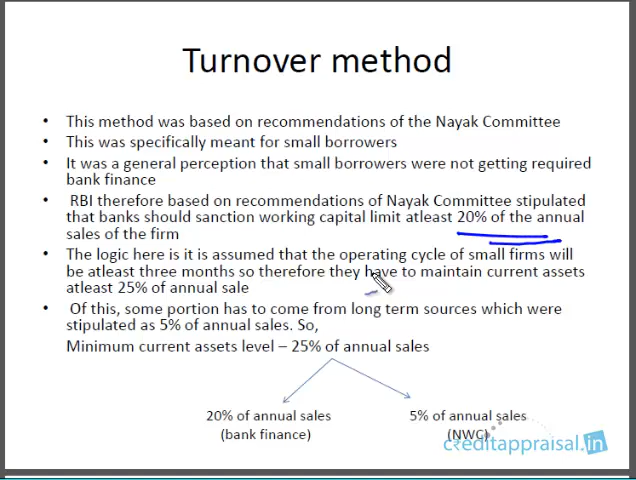 Turnover method
• This method was based on recommendations of the Nayak Committee
• This was specifically meant for small borrowers
• It was a general perception that small borrowers were not getting required
bank finance
• RBI therefore based on recommendations of Nayak Committee stipulated
that banks should sanction working capital limit atleast 20% of the annual
sales of the firm
• The logic here is it is assumed that the operating cycle of small firms will
be atleast three months so therefore they have to maintain current assets
atleast 25% of annual sale
• Of this, some portion has to come from long term sources which were
stipulated as 5% of annual sales. So,
Minimum current assets level – 25% of annual sales
20% of annual sales 5% of annual sales
(bank finance) (NWC)
creditappraisal.in